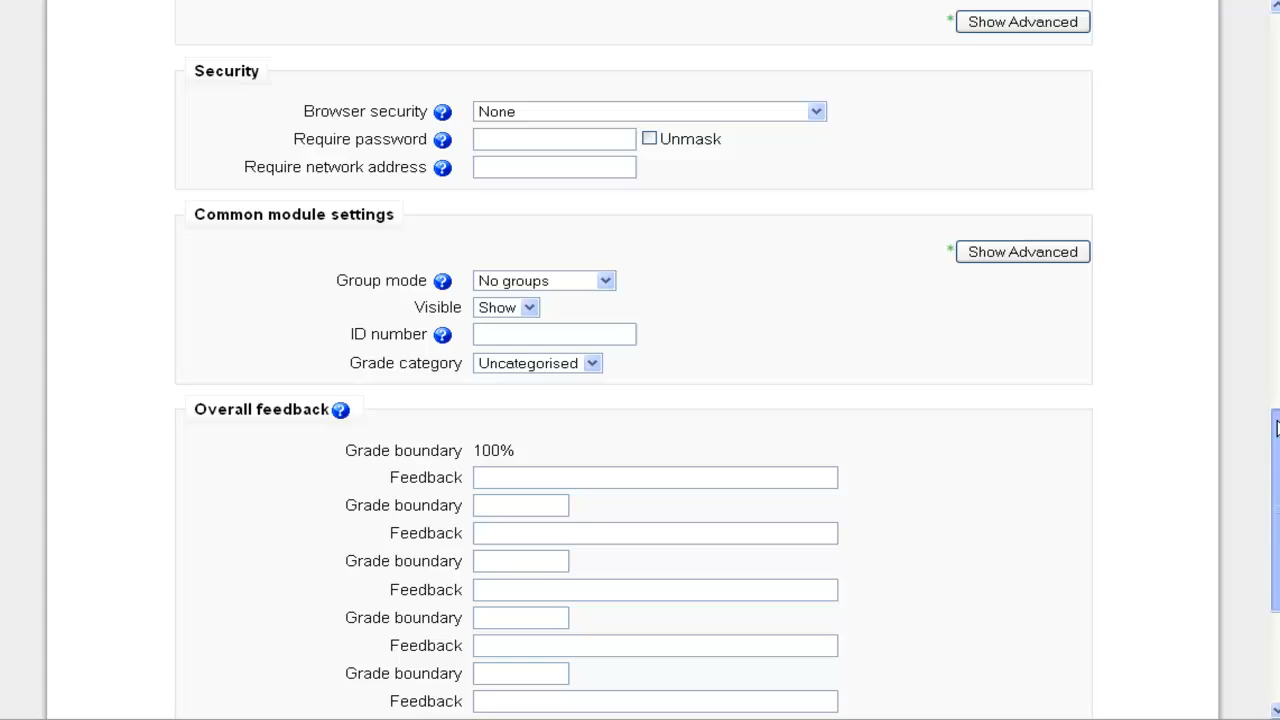 * Show Advanced
Security
Browser security ? None
Require password ? Unmask
Require network address ?
Common module settings
* Show Advanced
Group mode ? No groups
Visible Show
ID number ?
Grade category Uncategorised
Overall feedback ?
Grade boundary 100%
Feedback
Grade boundary
Feedback
Grade boundary
Feedback
Grade boundary
Feedback
Grade boundary
Feedback